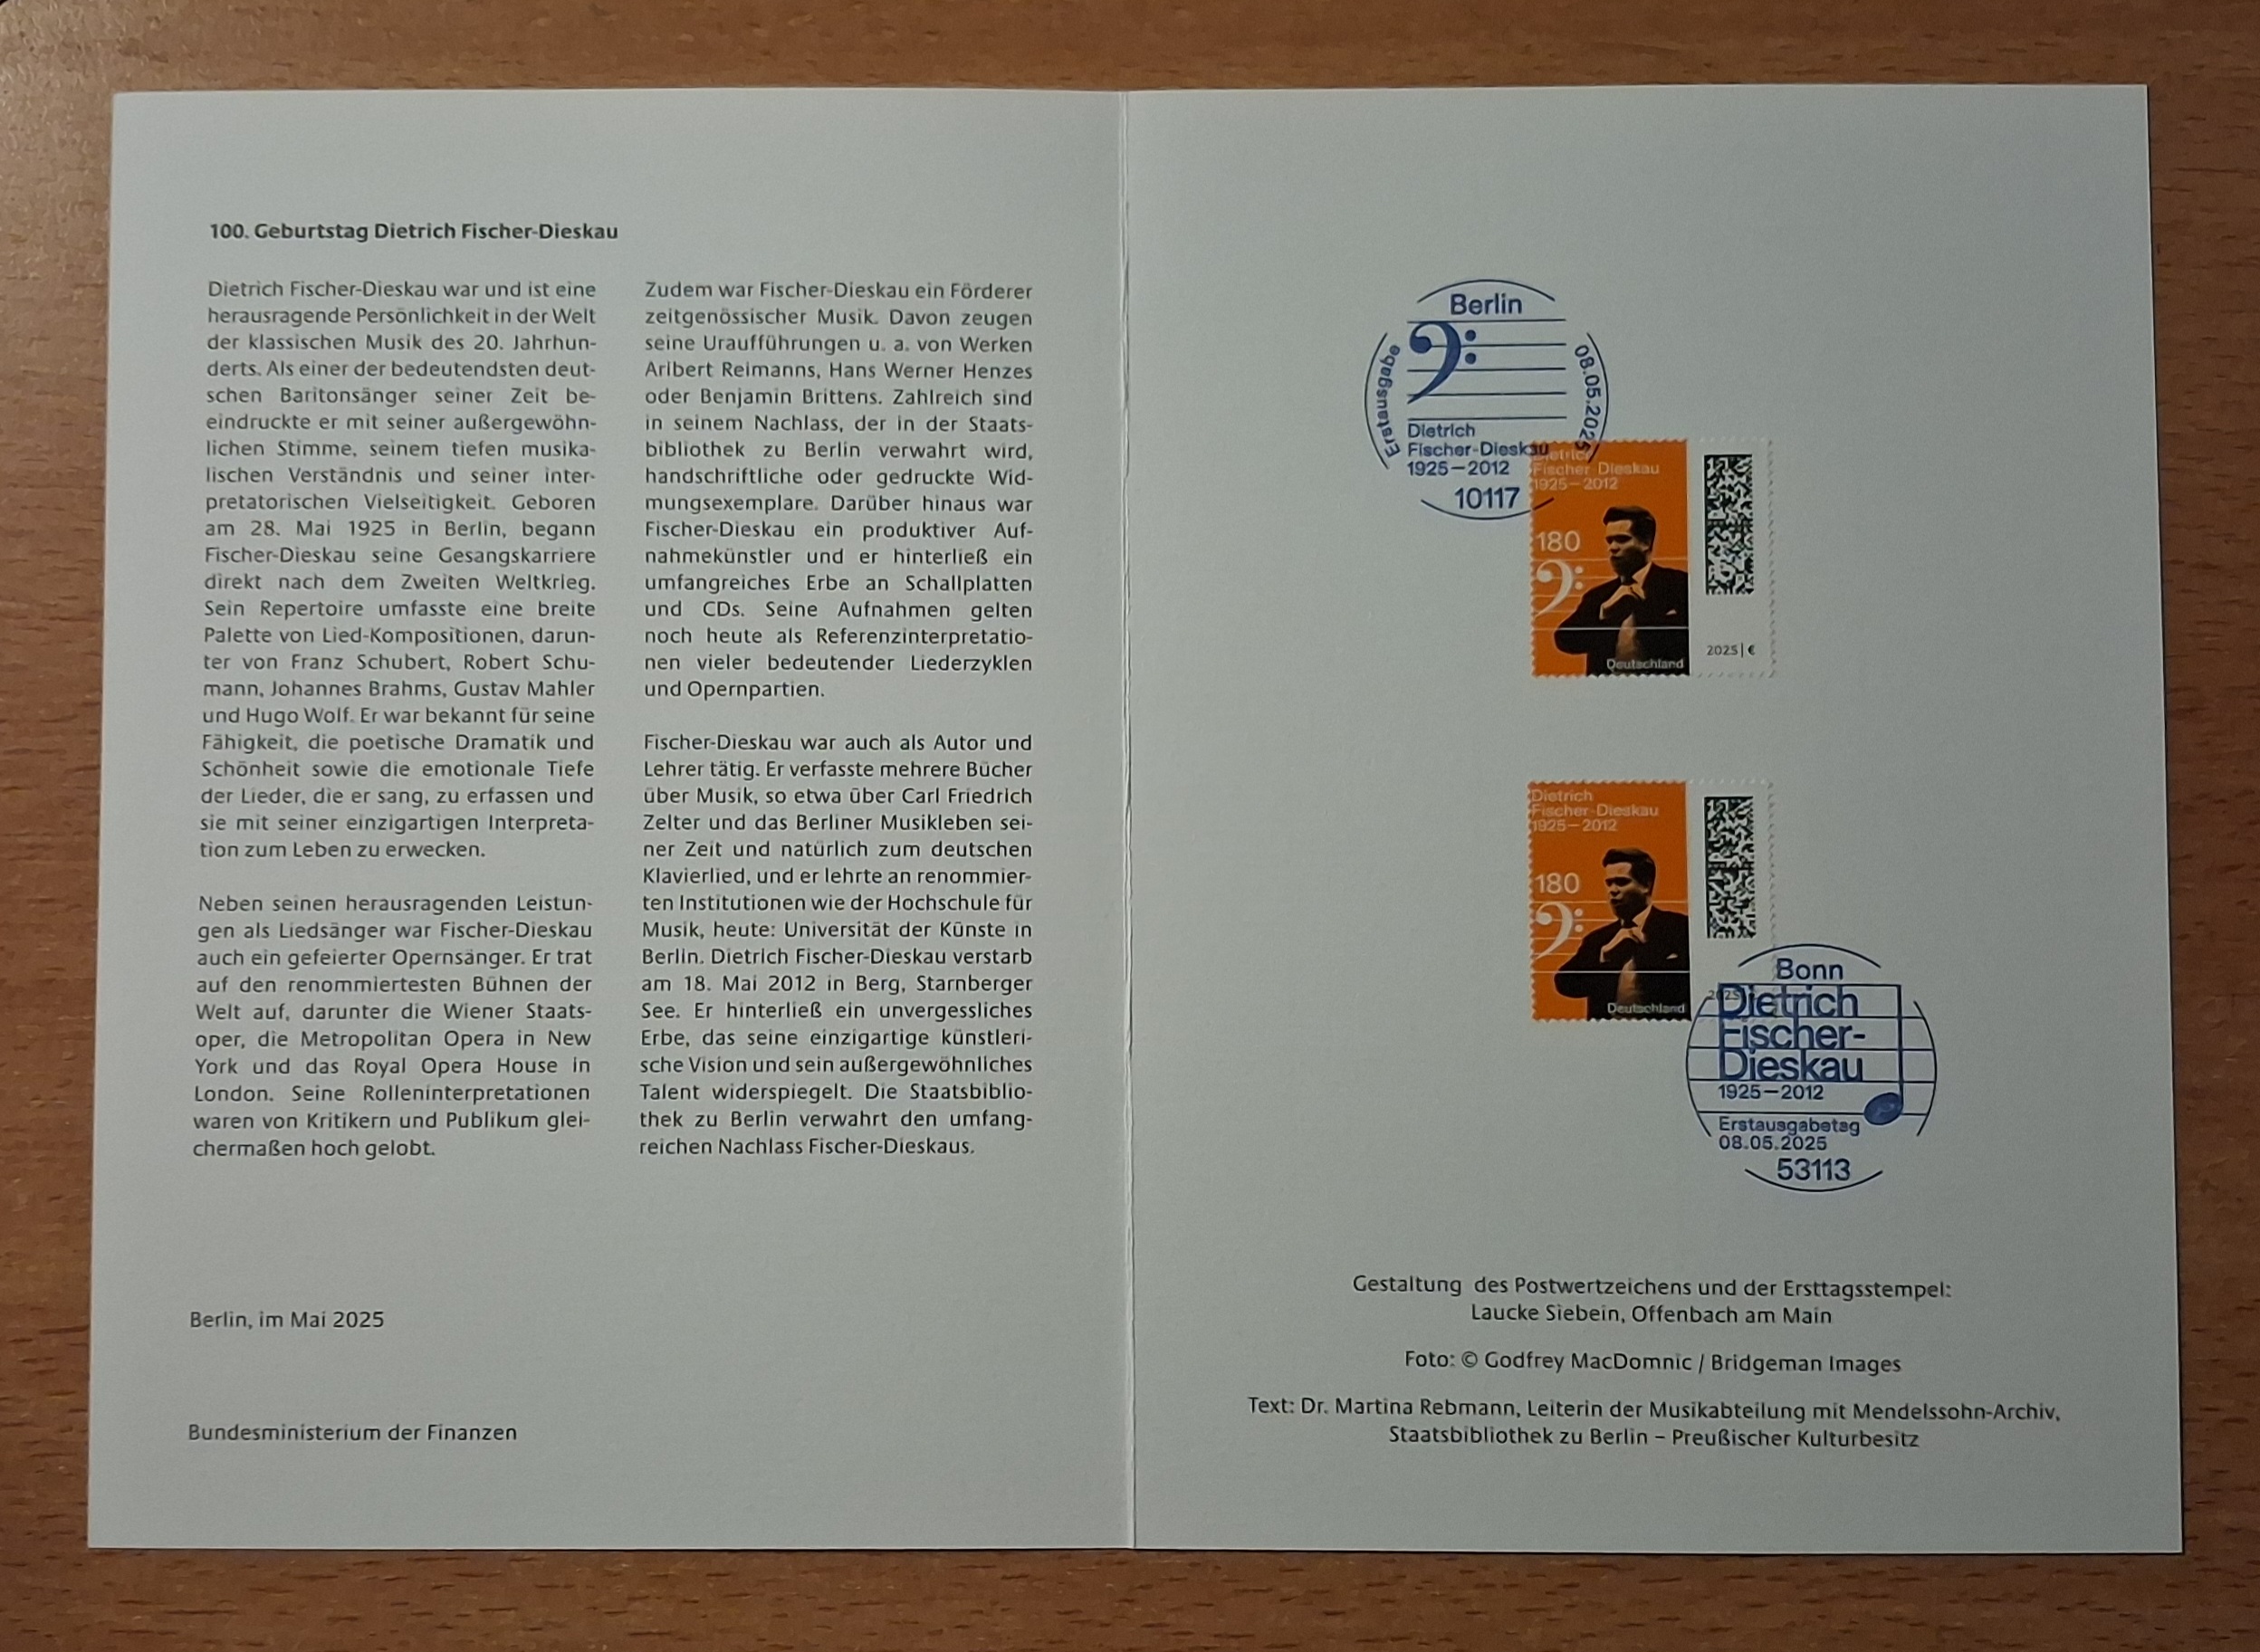 100. Geburtstag Dietrich Fischer-Dieskau
Dietrich Fischer-Dieskau war und ist eine
herausragende Persönlichkeit in der Welt
der klassischen Musik des 20. Jahrhun-
derts. Als einer der bedeutendsten deut-
schen Baritonsänger seiner Zeit be-
eindruckte er mit seiner außergewöhn-
lichen Stimme, seinem tiefen musika-
lischen Verständnis und seiner inter-
pretatorischen Vielseitigkeit. Geboren
am 28. Mai 1925 in Berlin, begann
Fischer-Dieskau seine Gesangskarriere
direkt nach dem Zweiten Weltkrieg.
Sein Repertoire umfasste eine breite
Palette von Lied-Kompositionen, darun-
ter von Franz Schubert, Robert Schu-
mann, Johannes Brahms, Gustav Mahler
und Hugo Wolf. Er war bekannt für seine
Fähigkeit, die poetische Dramatik und
Schönheit sowie die emotionale Tiefe
der Lieder, die er sang, zu erfassen und
sie mit seiner einzigartigen Interpreta-
tion zum Leben zu erwecken.
Neben seinen herausragenden Leistun-
gen als Liedsänger war Fischer-Dieskau
auch ein gefeierter Opernsänger. Er trat
auf den renommiertesten Bühnen der
Welt auf, darunter die Wiener Staats-
oper, die Metropolitan Opera in New
York und das Royal Opera House in
London. Seine Rolleninterpretationen
waren von Kritikern und Publikum glei-
chermaßen hoch gelobt.
Zudem war Fischer-Dieskau ein Förderer
zeitgenössischer Musik. Davon zeugen
seine Uraufführungen u. a. von Werken
Aribert Reimanns, Hans Werner Henzes
oder Benjamin Brittens. Zahlreich sind
in seinem Nachlass, der in der Staats-
bibliothek zu Berlin verwahrt wird,
handschriftliche oder gedruckte Wid-
mungsexemplare. Darüber hinaus war
Fischer-Dieskau ein produktiver Auf-
nahmekünstler und er hinterließ ein
umfangreiches Erbe an Schallplatten
und CDs. Seine Aufnahmen gelten
noch heute als Referenzinterpretatio-
nen vieler bedeutender Liederzyklen
und Opernpartien.
Fischer-Dieskau war auch als Autor und
Lehrer tätig. Er verfasste mehrere Bücher
über Musik, so etwa über Carl Friedrich
Zelter und das Berliner Musikleben sei-
ner Zeit und natürlich zum deutschen
Klavierlied, und er lehrte an renommier-
ten Institutionen wie der Hochschule für
Musik, heute: Universität der Künste in
Berlin. Dietrich Fischer-Dieskau verstarb
am 18. Mai 2012 in Berg, Starnberger
See. Er hinterließ ein unvergessliches
Erbe, das seine einzigartige künstleri-
sche Vision und sein außergewöhnliches
Talent widerspiegelt. Die Staatsbiblio-
thek zu Berlin verwahrt den umfang-
reichen Nachlass Fischer-Dieskaus.
Berlin, im Mai 2025
Bundesministerium der Finanzen
Berlin
Erstausgabe
08.05.2025
Dietrich
Fischer-Dieskau
1925–2012
10117
Dietrich
Fischer Dieskau
1925–2012
180
Deutschland
2025|€
Dietrich
Fischer-Dieskau
1925–2012
180
Deutschland
Bonn
Dietrich
Fischer-
Dieskau
1925–2012
Erstausgabetag
08.05.2025
53113
Gestaltung des Postwertzeichens und der Ersttagsstempel:
Laucke Siebein, Offenbach am Main
Foto: © Godfrey MacDomnic / Bridgeman Images
Text: Dr. Martina Rebmann, Leiterin der Musikabteilung mit Mendelssohn-Archiv,
Staatsbibliothek zu Berlin – Preußischer Kulturbesitz